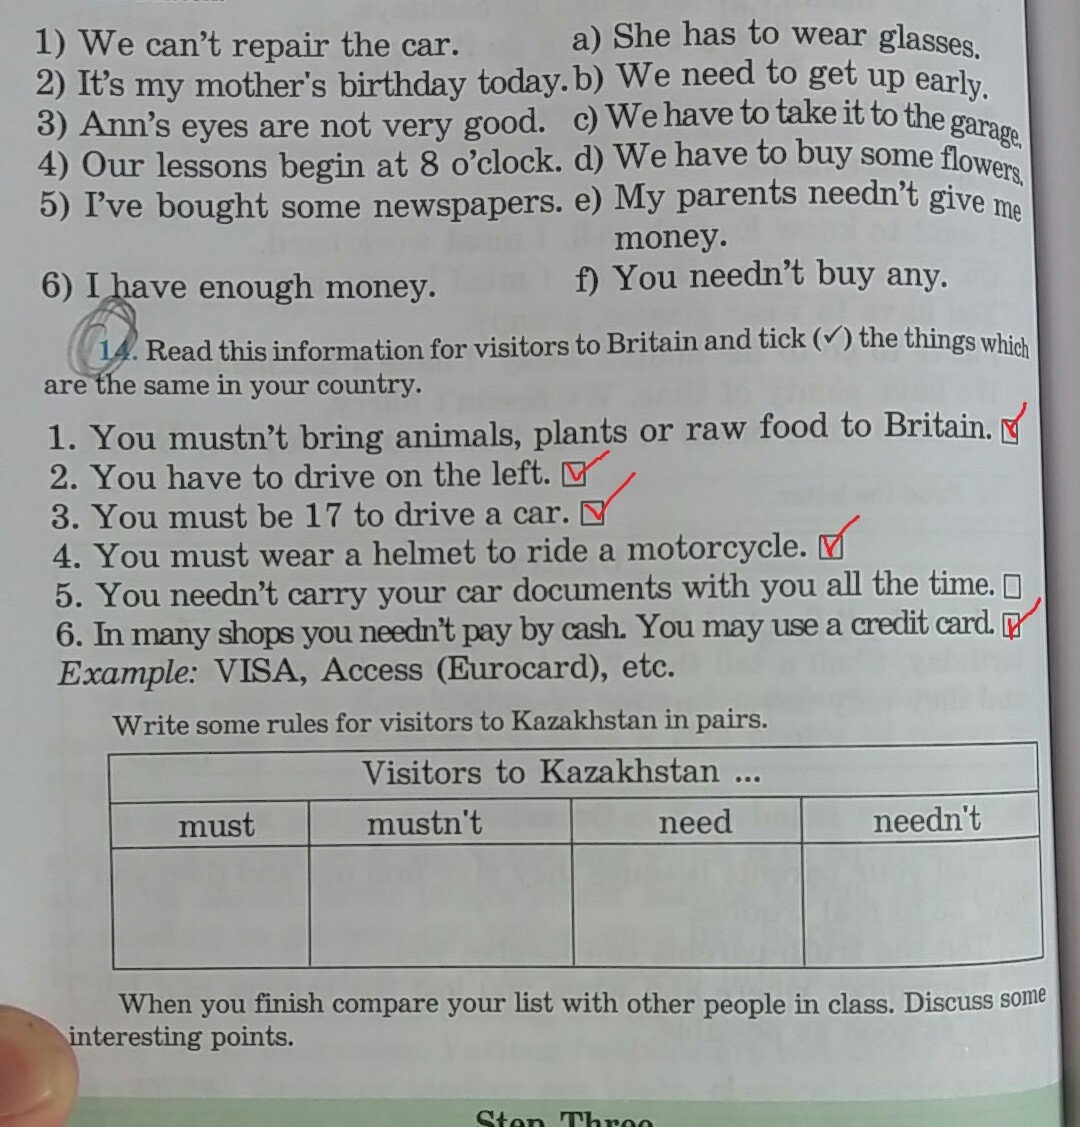 1) We can't repair the car. a) She has to wear glasses.
2) It's my mother's birthday today. b) We need to get up early.
3) Ann's eyes are not very good. c) We have to take it to the garage.
4) Our lessons begin at 8 o'clock. d) We have to buy some flowers.
5) I've bought some newspapers. e) My parents needn't give me
money.
6) I have enough money. f) You needn't buy any.
14. Read this information for visitors to Britain and tick (✓) the things which
are the same in your country.
1. You mustn't bring animals, plants or raw food to Britain. ☑
2. You have to drive on the left. ☑
3. You must be 17 to drive a car. ☑
4. You must wear a helmet to ride a motorcycle. ☑
5. You needn't carry your car documents with you all the time. ☐
6. In many shops you needn't pay by cash. You may use a credit card. ☑
Example: VISA, Access (Eurocard), etc.
Write some rules for visitors to Kazakhstan in pairs.
Visitors to Kazakhstan ...
must mustn't need needn't
When you finish compare your list with other people in class. Discuss some
interesting points.
Step Three